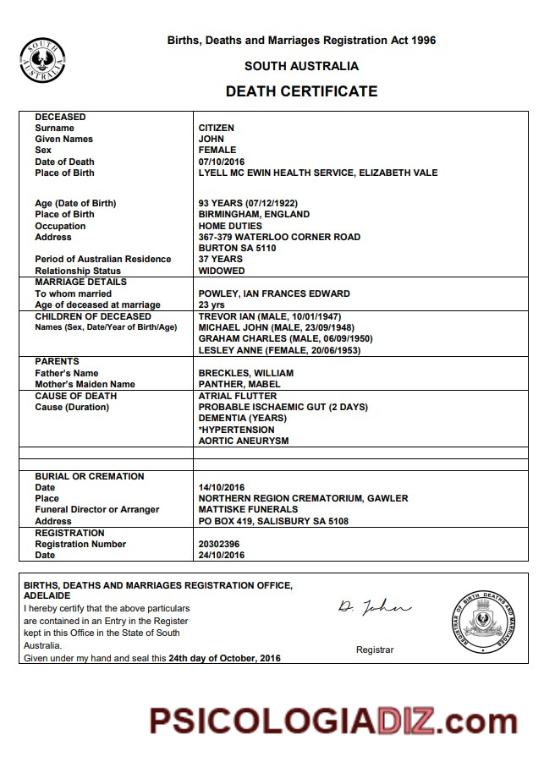 Births, Deaths and Marriages Registration Act 1996
SOUTH AUSTRALIA
SOUTH
AUSTRALIA
DEATH CERTIFICATE
DECEASED
Surname CITIZEN
Given Names JOHN
Sex FEMALE
Date of Death 07/10/2016
Place of Birth LYELL MC EWIN HEALTH SERVICE, ELIZABETH VALE
Age (Date of Birth) 93 YEARS (07/12/1922)
Place of Birth BIRMINGHAM, ENGLAND
Occupation HOME DUTIES
Address 367-379 WATERLOO CORNER ROAD
BURTON SA 5110
Period of Australian Residence 37 YEARS
Relationship Status WIDOWED
MARRIAGE DETAILS
To whom married POWLEY, IAN FRANCES EDWARD
Age of deceased at marriage 23 yrs
CHILDREN OF DECEASED TREVOR IAN (MALE, 10/01/1947)
Names (Sex, Date/Year of Birth/Age) MICHAEL JOHN (MALE, 23/09/1948)
GRAHAM CHARLES (MALE, 06/09/1950)
LESLEY ANNE (FEMALE, 20/06/1953)
PARENTS
Father's Name BRECKLES, WILLIAM
Mother's Maiden Name PANTHER, MABEL
CAUSE OF DEATH ATRIAL FLUTTER
Cause (Duration) PROBABLE ISCHAEMIC GUT (2 DAYS)
DEMENTIA (YEARS)
*HYPERTENSION
AORTIC ANEURYSM
BURIAL OR CREMATION
Date 14/10/2016
Place NORTHERN REGION CREMATORIUM, GAWLER
Funeral Director or Arranger MATTISKE FUNERALS
Address PO BOX 419, SALISBURY SA 5108
REGISTRATION
Registration Number 20302396
Date 24/10/2016
BIRTHS, DEATHS AND MARRIAGES REGISTRATION OFFICE,
ADELAIDE
I hereby certify that the above particulars
are contained in an Entry in the Register
kept in this Office in the State of South
Australia.
Given under my hand and seal this 24th day of October, 2016
D. John
Registrar
REGISTRAR OF BIRTH DEATHS AND MARRIAGES
PSICOLOGIADIZ.com